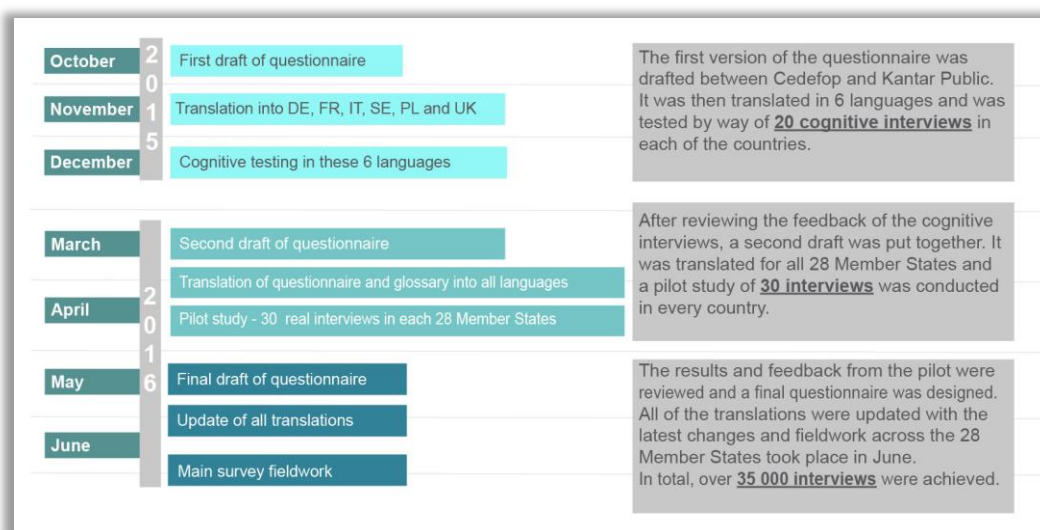 October
2015
First draft of questionnaire
November
Translation into DE, FR, IT, SE, PL and UK
December
Cognitive testing in these 6 languages
The first version of the questionnaire was
drafted between Cedefop and Kantar Public.
It was then translated in 6 languages and was
tested by way of 20 cognitive interviews in
each of the countries.
March
2016
Second draft of questionnaire
Translation of questionnaire and glossary into all languages
April
Pilot study - 30 real interviews in each 28 Member States
After reviewing the feedback of the cognitive
interviews, a second draft was put together. It
was translated for all 28 Member States and
a pilot study of 30 interviews was conducted
in every country.
May
Final draft of questionnaire
Update of all translations
June
Main survey fieldwork
The results and feedback from the pilot were
reviewed and a final questionnaire was designed.
All of the translations were updated with the
latest changes and fieldwork across the 28
Member States took place in June.
In total, over 35 000 interviews were achieved.